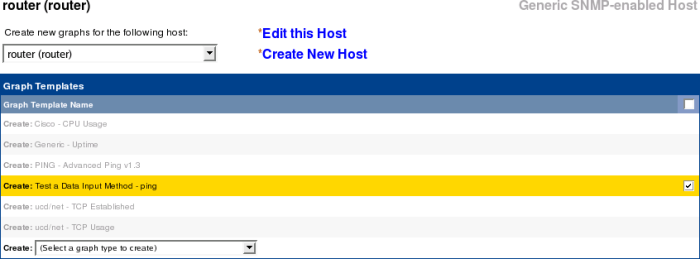 router (router) Generic SNMP-enabled Host
Create new graphs for the following host: *Edit this Host
router (router) *Create New Host
Graph Templates
Graph Template Name
Create: Cisco - CPU Usage
Create: Generic - Uptime
Create: PING - Advanced Ping v1.3
Create: Test a Data Input Method - ping
Create: ucd/net - TCP Established
Create: ucd/net - TCP Usage
Create: (Select a graph type to create)